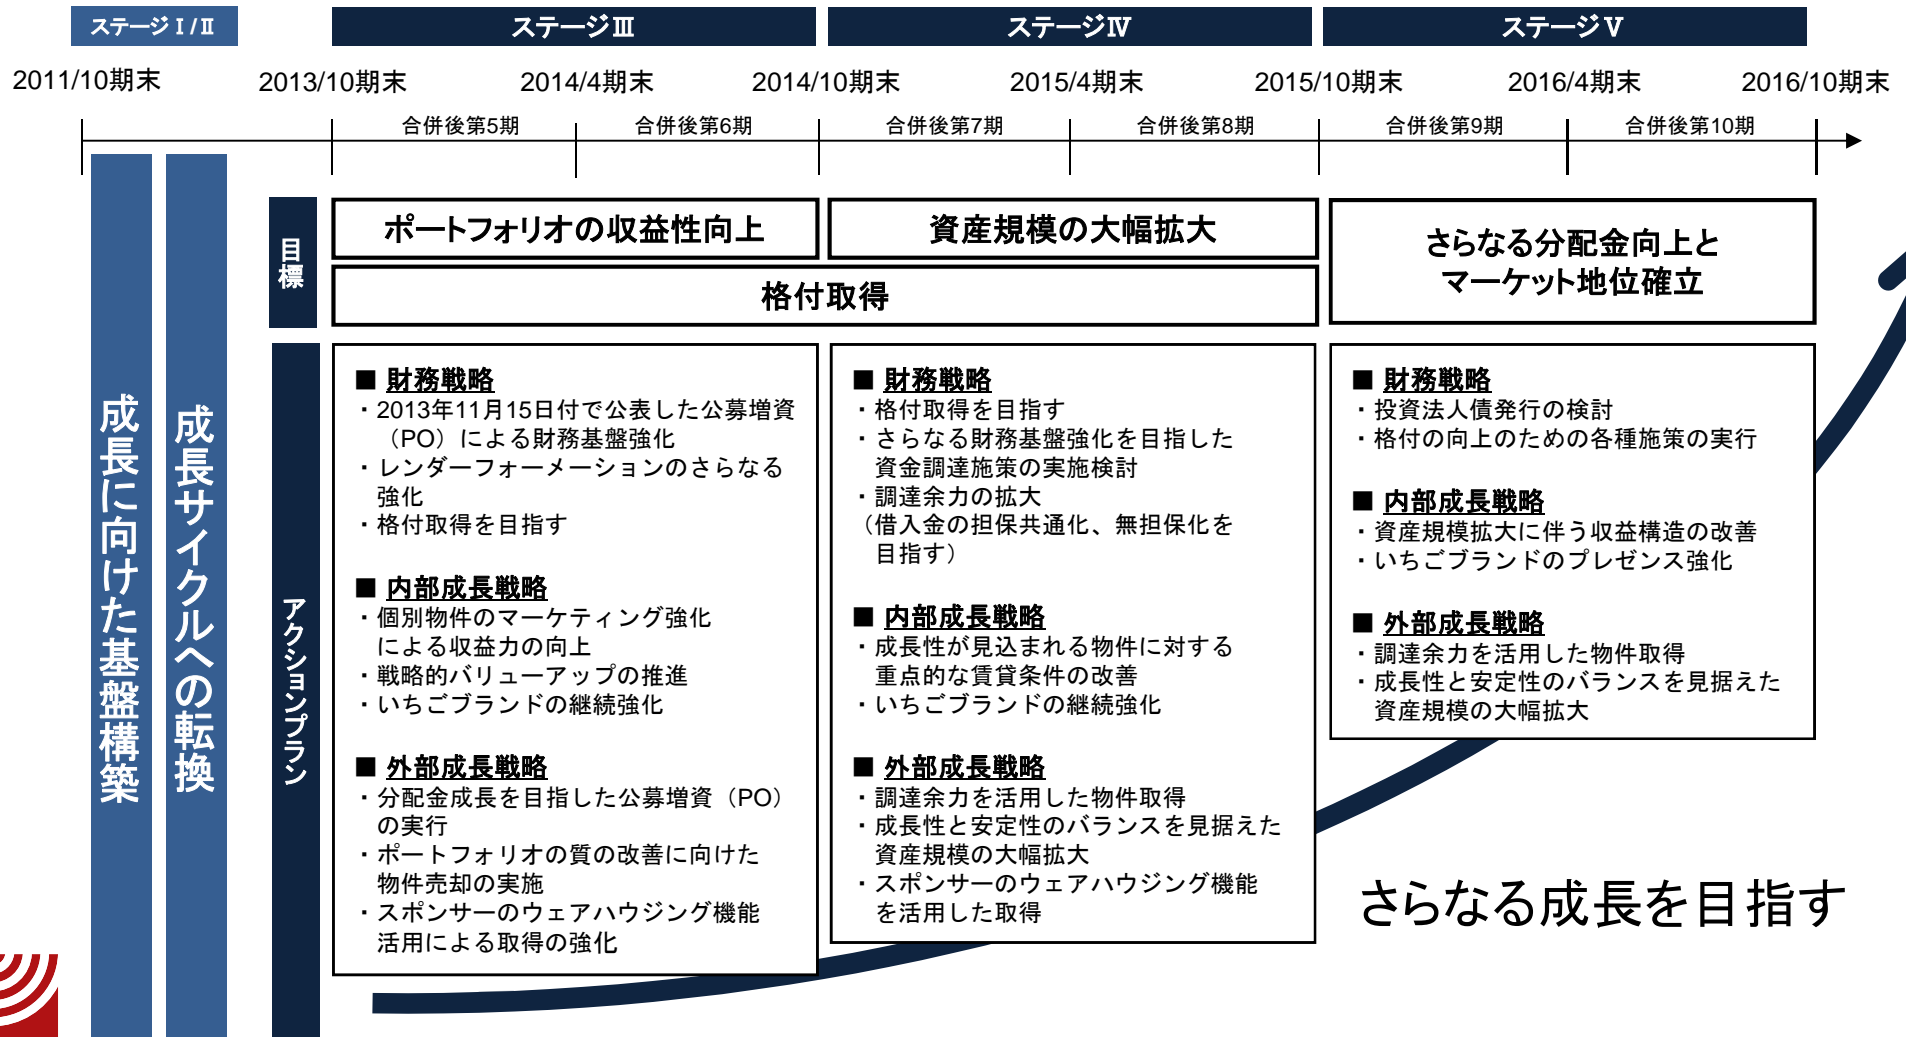 ステージⅠ/Ⅱ
ステージⅢ
ステージⅣ
ステージⅤ
2011/10期末
2013/10期末
2014/4期末
2014/10期末
2015/4期末
2015/10期末
2016/4期末
2016/10期末
合併後第5期
合併後第6期
合併後第7期
合併後第8期
合併後第9期
合併後第10期
成長に向けた基盤構築
成長サイクルへの転換
目標
ポートフォリオの収益性向上
資産規模の大幅拡大
格付取得
さらなる分配金向上と
マーケット地位確立
アクションプラン
■ 財務戦略
・2013年11月15日付で公表した公募増資
（PO）による財務基盤強化
・レンダーフォーメーションのさらなる
強化
・格付取得を目指す
■ 内部成長戦略
・個別物件のマーケティング強化
による収益力の向上
・戦略的バリューアップの推進
・いちごブランドの継続強化
■ 外部成長戦略
・分配金成長を目指した公募増資（PO）
の実行
・ポートフォリオの質の改善に向けた
物件売却の実施
・スポンサーのウェアハウジング機能
活用による取得の強化
■ 財務戦略
・格付取得を目指す
・さらなる財務基盤強化を目指した
資金調達施策の実施検討
・調達余力の拡大
（借入金の担保共通化、無担保化を
目指す）
■ 内部成長戦略
・成長性が見込まれる物件に対する
重点的な賃貸条件の改善
・いちごブランドの継続強化
■ 外部成長戦略
・調達余力を活用した物件取得
・成長性と安定性のバランスを見据えた
資産規模の大幅拡大
・スポンサーのウェアハウジング機能
を活用した取得
■ 財務戦略
・投資法人債発行の検討
・格付の向上のための各種施策の実行
■ 内部成長戦略
・資産規模拡大に伴う収益構造の改善
・いちごブランドのプレゼンス強化
■ 外部成長戦略
・調達余力を活用した物件取得
・成長性と安定性のバランスを見据えた
資産規模の大幅拡大
さらなる成長を目指す